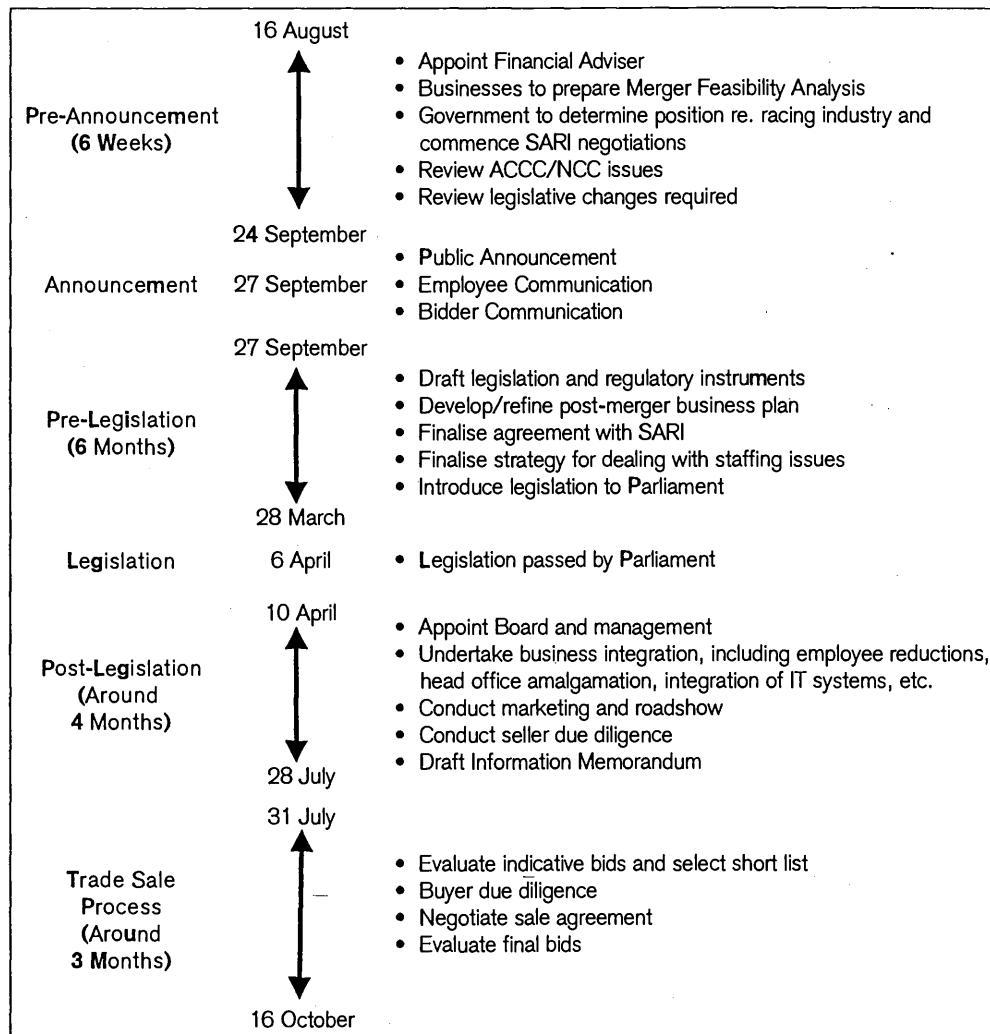 16 August
Pre-Announcement
(6 Weeks)
• Appoint Financial Adviser
• Businesses to prepare Merger Feasibility Analysis
• Government to determine position re. racing industry and
commence SARI negotiations
• Review ACCC/NCC issues
• Review legislative changes required
24 September
Announcement
27 September
• Public Announcement
• Employee Communication
• Bidder Communication
27 September
Pre-Legislation
(6 Months)
• Draft legislation and regulatory instruments
• Develop/refine post-merger business plan
• Finalise agreement with SARI
• Finalise strategy for dealing with staffing issues
• Introduce legislation to Parliament
28 March
Legislation
6 April
• Legislation passed by Parliament
10 April
Post-Legislation
(Around
4 Months)
• Appoint Board and management
• Undertake business integration, including employee reductions,
head office amalgamation, integration of IT systems, etc.
• Conduct marketing and roadshow
• Conduct seller due diligence
• Draft Information Memorandum
28 July
31 July
Trade Sale
Process
(Around
3 Months)
• Evaluate indicative bids and select short list
• Buyer due diligence
• Negotiate sale agreement
• Evaluate final bids
16 October